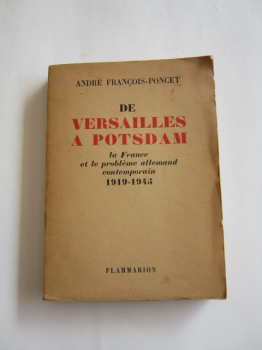 ANDRÉ FRANÇOIS-PONCET
DE
VERSAILLES
A POTSDAM
la France
et le problème allemand
contemporain
1919-1945
FLAMMARION